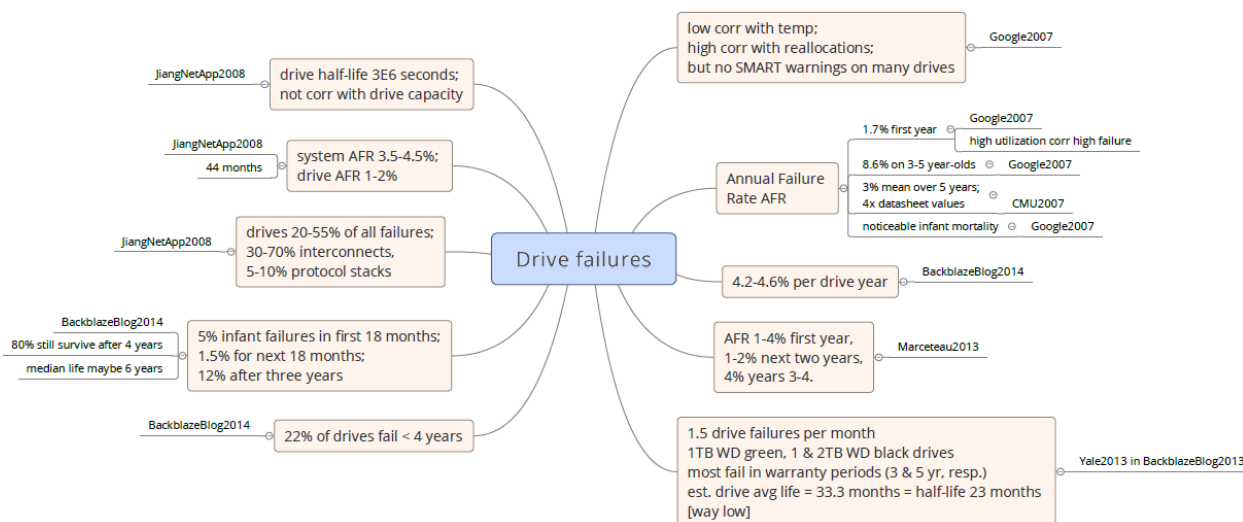 Drive failures
low corr with temp;
high corr with reallocations;
but no SMART warnings on many drives
Google2007
Annual Failure
Rate AFR
1.7% first year
Google2007
high utilization corr high failure
8.6% on 3-5 year-olds
Google2007
3% mean over 5 years;
4x datasheet values
CMU2007
noticeable infant mortality
Google2007
4.2-4.6% per drive year
BackblazeBlog2014
AFR 1-4% first year,
1-2% next two years,
4% years 3-4.
Marceteau2013
1.5 drive failures per month
1TB WD green, 1 & 2TB WD black drives
most fail in warranty periods (3 & 5 yr, resp.)
est. drive avg life = 33.3 months = half-life 23 months
[way low]
Yale2013 in BackblazeBlog2013
drive half-life 3E6 seconds;
not corr with drive capacity
JiangNetApp2008
system AFR 3.5-4.5%;
drive AFR 1-2%
JiangNetApp2008
44 months
drives 20-55% of all failures;
30-70% interconnects,
5-10% protocol stacks
JiangNetApp2008
5% infant failures in first 18 months;
1.5% for next 18 months;
12% after three years
BackblazeBlog2014
80% still survive after 4 years
median life maybe 6 years
22% of drives fail < 4 years
BackblazeBlog2014